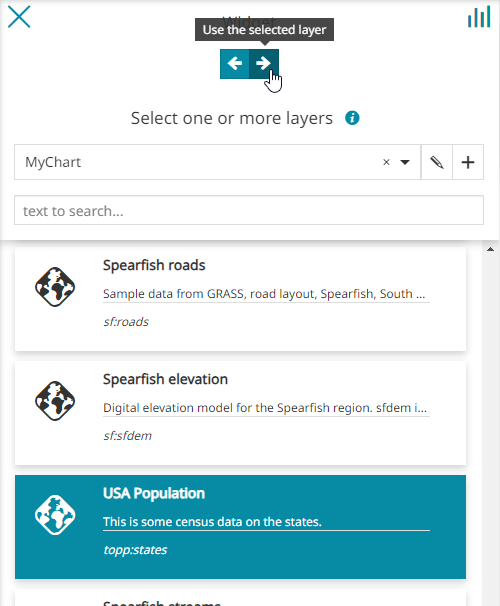 Use the selected layer
Select one or more layers
MyChart
text to search...
Spearfish roads
Sample data from GRASS, road layout, Spearfish, South ...
sf:roads
Spearfish elevation
Digital elevation model for the Spearfish region. sfdem i...
sf:sfdem
USA Population
This is some census data on the states.
topp:states
Spearfish streams